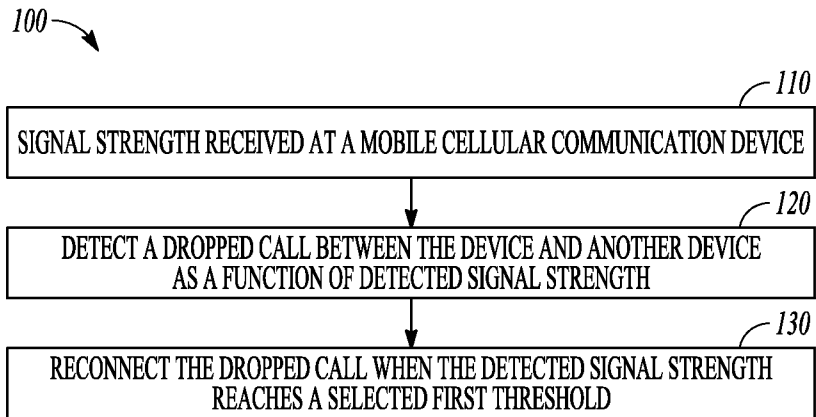 100
110
SIGNAL STRENGTH RECEIVED AT A MOBILE CELLULAR COMMUNICATION DEVICE
120
DETECT A DROPPED CALL BETWEEN THE DEVICE AND ANOTHER DEVICE
AS A FUNCTION OF DETECTED SIGNAL STRENGTH
130
RECONNECT THE DROPPED CALL WHEN THE DETECTED SIGNAL STRENGTH
REACHES A SELECTED FIRST THRESHOLD